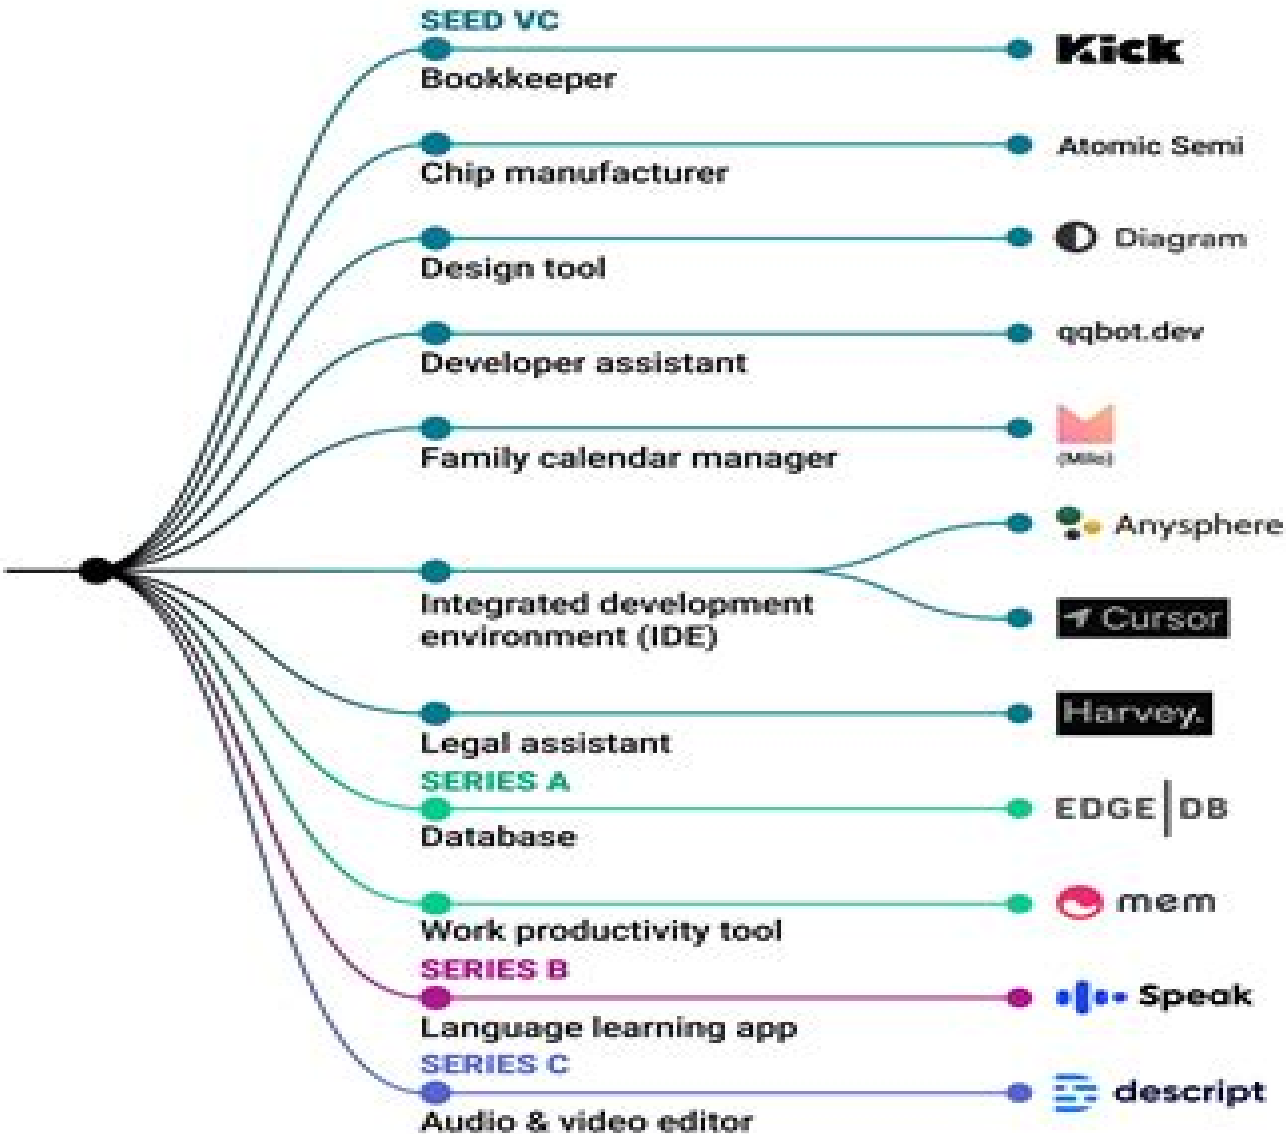 SEED VC
Kick
Bookkeeper
Atomic Semi
Chip manufacturer
Diagram
Design tool
qqbot.dev
Developer assistant
(Milo)
Family calendar manager
Anysphere
Integrated development
environment (IDE)
Cursor
Harvey.
Legal assistant
SERIES A
EDGE|DB
Database
mem
Work productivity tool
SERIES B
Speak
Language learning app
SERIES C
descript
Audio & video editor